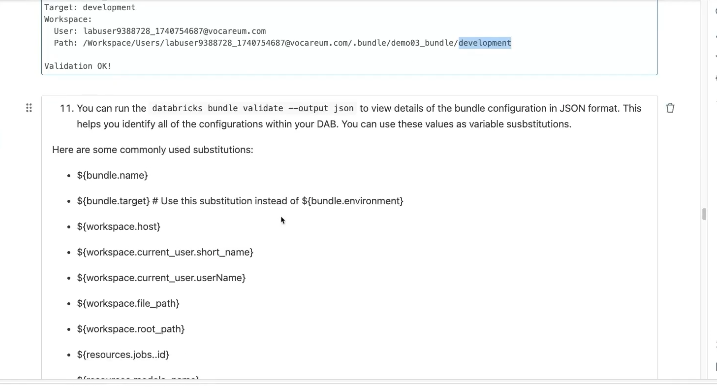 Target: development
Workspace:
User: labuser9388728_1740754687@vocareum.com
Path: /Workspace/Users/labuser9388728_1740754687@vocareum.com/.bundle/demo03_bundle/development
Validation OK!
11. You can run the databricks bundle validate --output json to view details of the bundle configuration in JSON format. This
helps you identify all of the configurations within your DAB. You can use these values as variable susbstitutions.
Here are some commonly used substitutions:
• ${bundle.name}
• ${bundle.target} # Use this substitution instead of ${bundle.environment}
• ${workspace.host}
• ${workspace.current_user.short_name}
• ${workspace.current_user.userName}
• ${workspace.file_path}
• ${workspace.root_path}
• ${resources.jobs..id}
• ${resources.models..name}